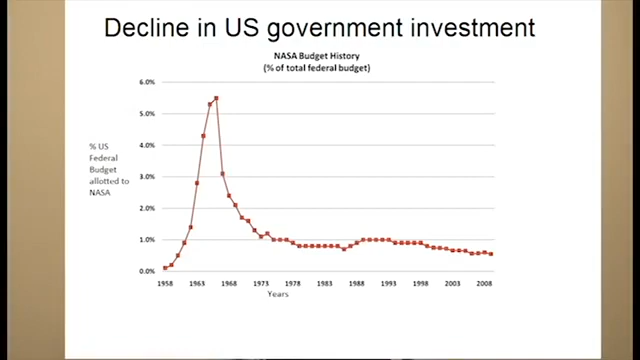 Decline in US government investment
NASA Budget History
(% of total federal budget)
6.0%
5.0%
% US
Federal
Budget
allotted to
NASA
4.0%
3.0%
2.0%
1.0%
0.0%
1958 1963 1968 1973 1978 1983 1988 1993 1998 2003 2008
Years